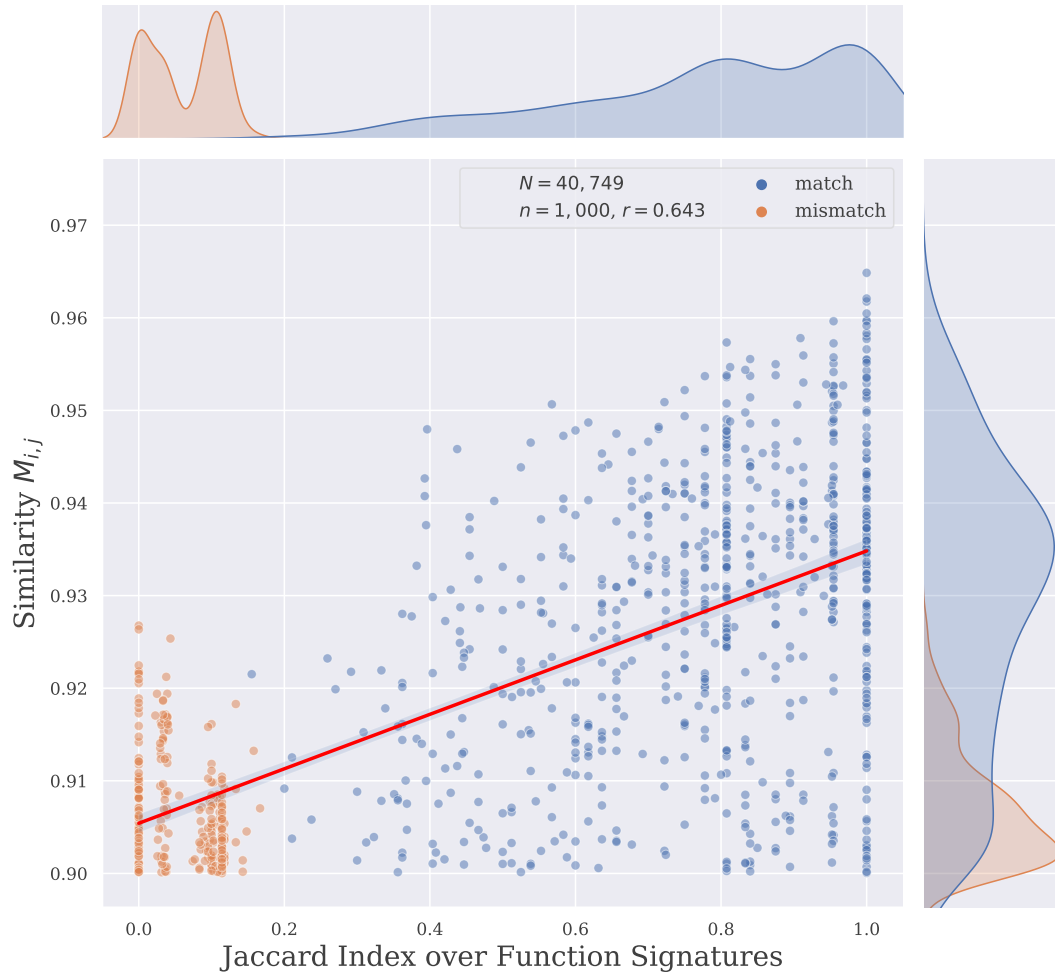 N = 40, 749
n = 1, 000, r = 0.643
match
mismatch
0.97
0.96
0.95
0.94
0.93
0.92
0.91
0.90
Similarity M_{i,j}
0.0 0.2 0.4 0.6 0.8 1.0
Jaccard Index over Function Signatures